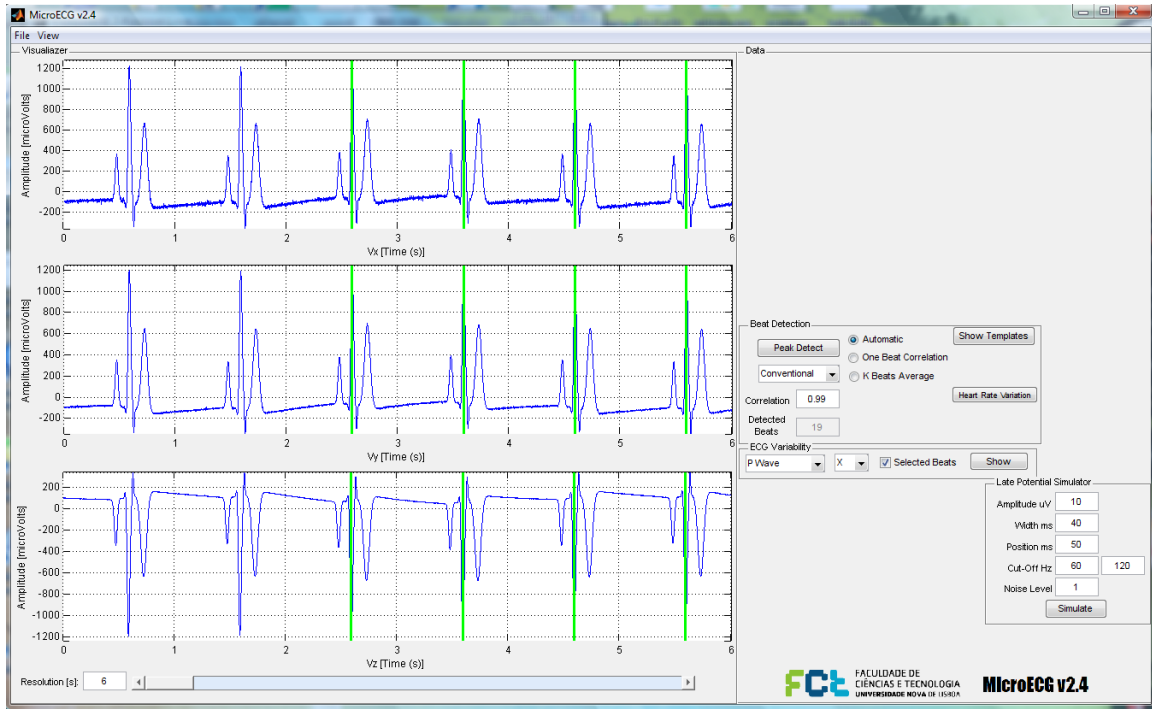 MicroECG v2.4
File View
Visualiazer
Amplitude [microVolts]
1200
1000
800
600
400
200
0
-200
0 1 2 3 4 5 6
Vx [Time (s)]
Amplitude [microVolts]
1200
1000
800
600
400
200
0
-200
0 1 2 3 4 5 6
Vy [Time (s)]
Amplitude [microVolts]
200
0
-200
-400
-600
-800
-1000
-1200
0 1 2 3 4 5 6
Vz [Time (s)]
Resolution [s]: 6
Data
Beat Detection
Peak Detect
Automatic
Show Templates
One Beat Correlation
Conventional
K Beats Average
Correlation 0.99
Heart Rate Variation
Detected
Beats 19
ECG Variability
P Wave X Selected Beats Show
Late Potential Simulator
Amplitude uV 10
Width ms 40
Position ms 50
Cut-Off Hz 60 120
Noise Level 1
Simulate
FCt
FACULDADE DE
CIÊNCIAS E TECNOLOGIA
UNIVERSIDADE NOVA DE LISBOA
MicroECG v2.4